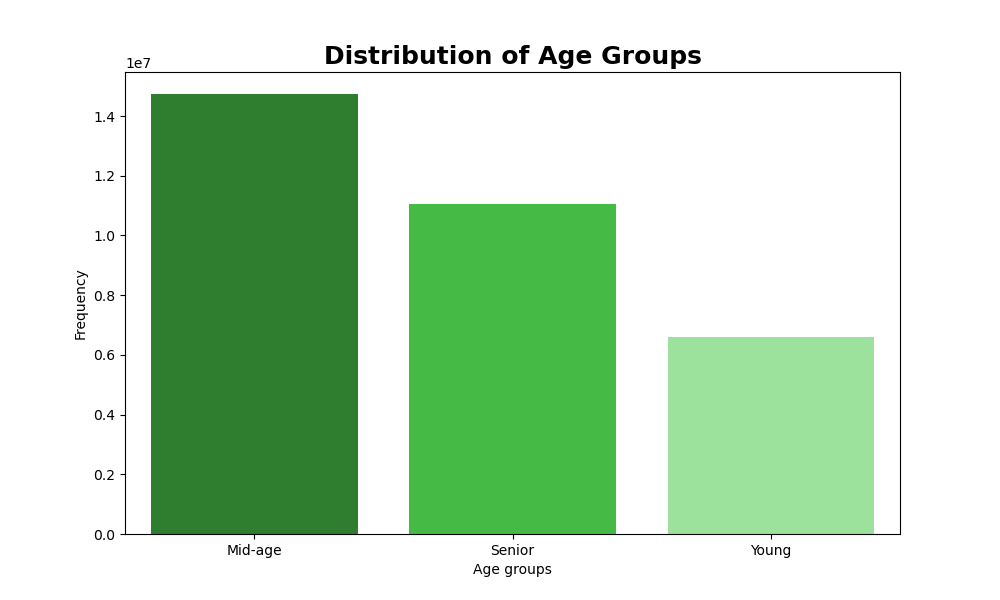 Distribution of Age Groups
1e7
1.4
1.2
1.0
0.8
0.6
0.4
0.2
0.0
Frequency
Mid-age Senior Young
Age groups